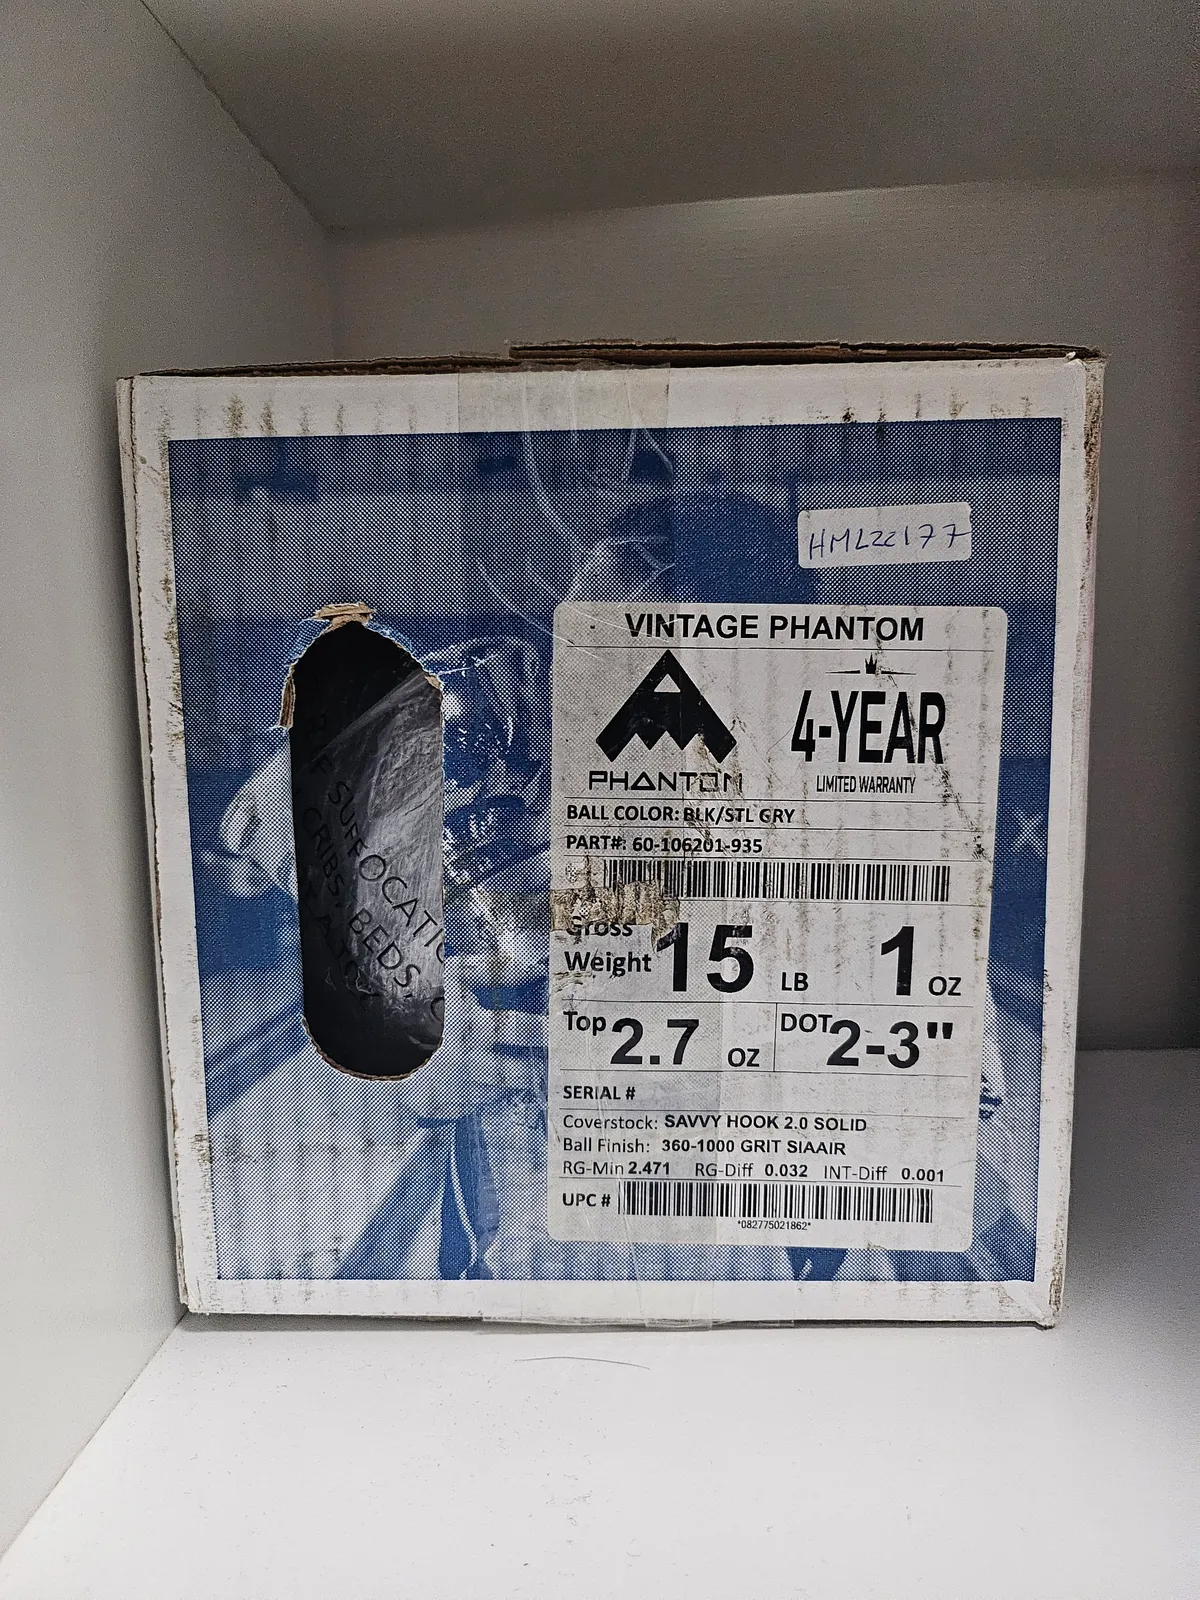 HML22177
VINTAGE PHANTOM
PHANTOM
4-YEAR
LIMITED WARRANTY
BALL COLOR: BLK/STL GRY
PART#: 60-106201-935
Gross Weight 15 LB 1 OZ
Top 2.7 OZ DOT 2-3"
SERIAL #
Coverstock: SAVVY HOOK 2.0 SOLID
Ball Finish: 360-1000 GRIT SIAAIR
RG-Min 2.471 RG-Diff 0.032 INT-Diff 0.001
UPC #
*082775021862*
OF SUFFOCATIO
CRIBS, BEDS,